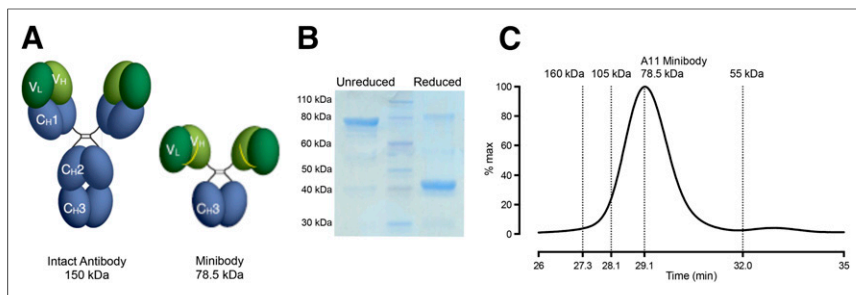 A
VL
VH
CH1
CH2
CH3
Intact Antibody
150 kDa
VL
VH
CH3
Minibody
78.5 kDa
B
Unreduced
Reduced
110 kDa
80 kDa
60 kDa
50 kDa
40 kDa
30 kDa
C
A11 Minibody
160 kDa 105 kDa 78.5 kDa 55 kDa
% max
100
80
60
40
20
0
26 27.3 28.1 29.1 32.0 35
Time (min)